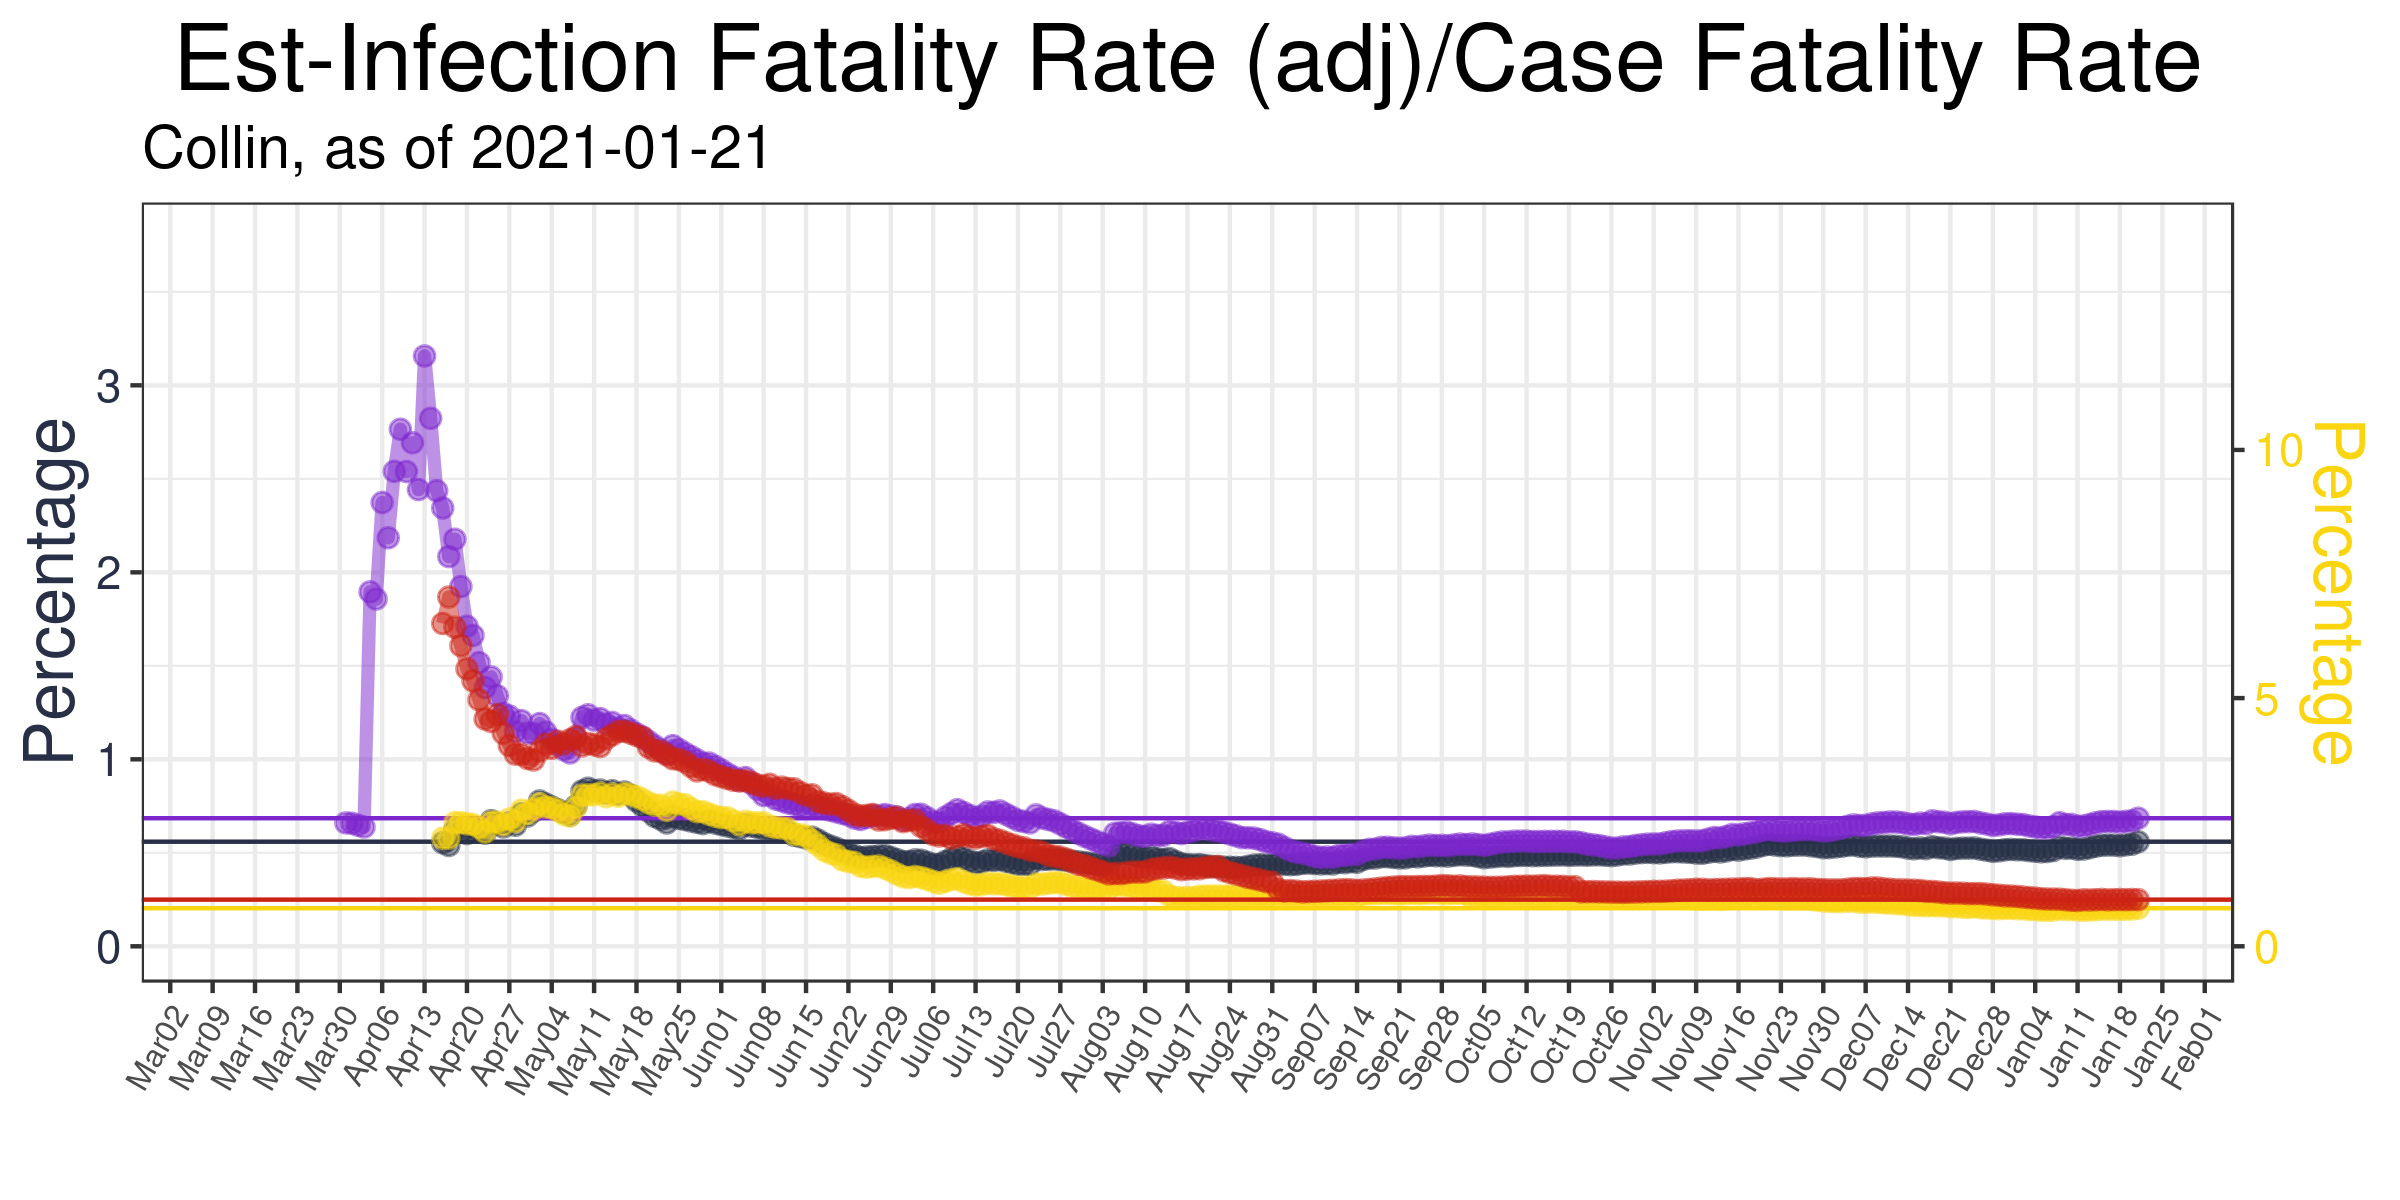 Est-Infection Fatality Rate (adj)/Case Fatality Rate
Collin, as of 2021-01-21
Percentage
3
2
1
0
10
5
0
Percentage
Mar02 Mar09 Mar16 Mar23 Mar30 Apr06 Apr13 Apr20 Apr27 May04 May11 May18 May25 Jun01 Jun08 Jun15 Jun22 Jun29 Jul06 Jul13 Jul20 Jul27 Aug03 Aug10 Aug17 Aug24 Aug31 Sep07 Sep14 Sep21 Sep28 Oct05 Oct12 Oct19 Oct26 Nov02 Nov09 Nov16 Nov23 Nov30 Dec07 Dec14 Dec21 Dec28 Jan04 Jan11 Jan18 Jan25 Feb01